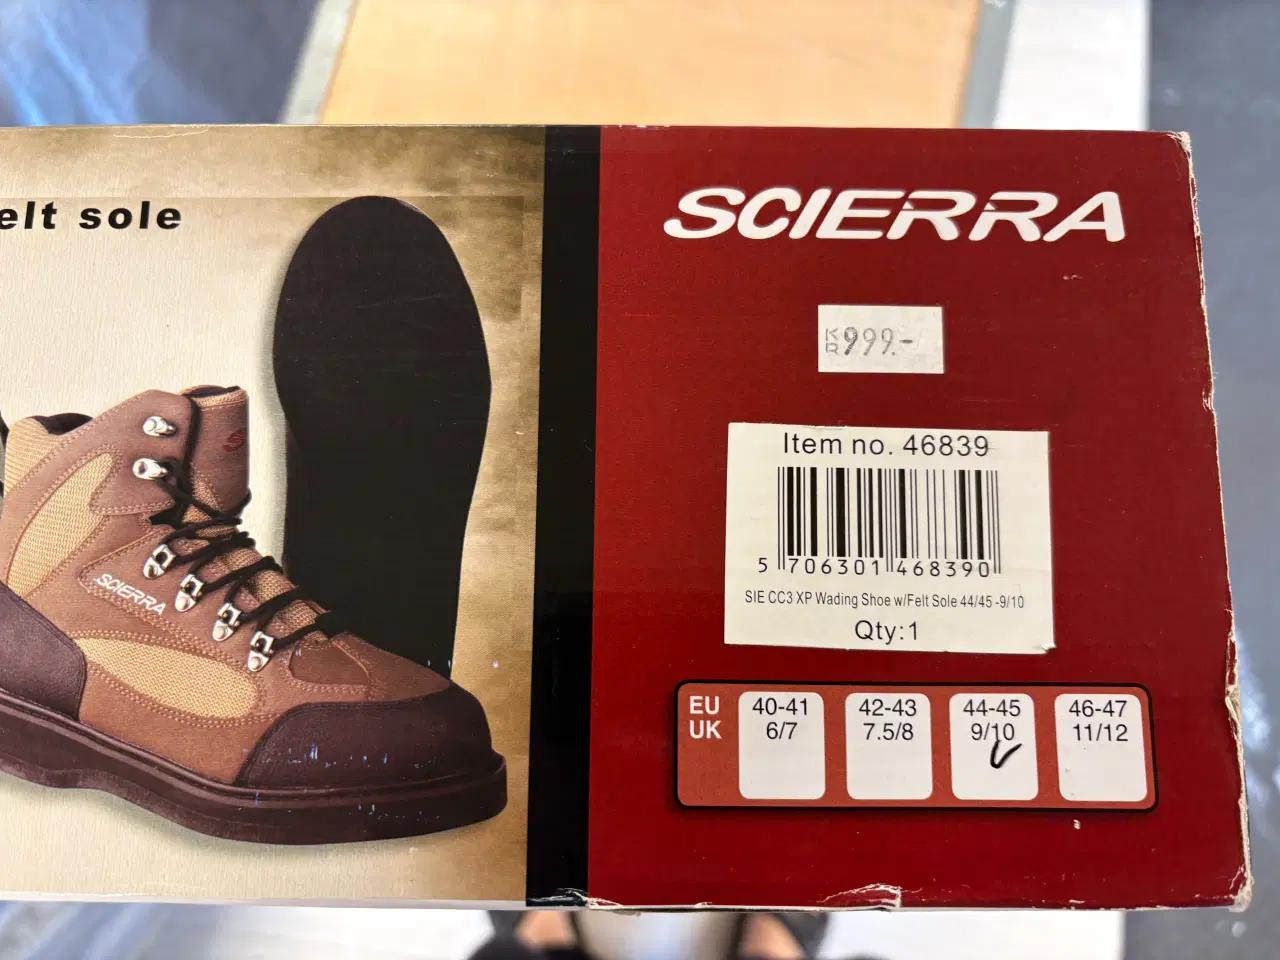 elt sole
SCIERRA
KR 999.-
Item no. 46839
5 706301 468390
SIE CC3 XP Wading Shoe w/Felt Sole 44/45 -9/10
Qty:1
EU 40-41 42-43 44-45 46-47
UK 6/7 7.5/8 9/10 11/12
SCIERRA